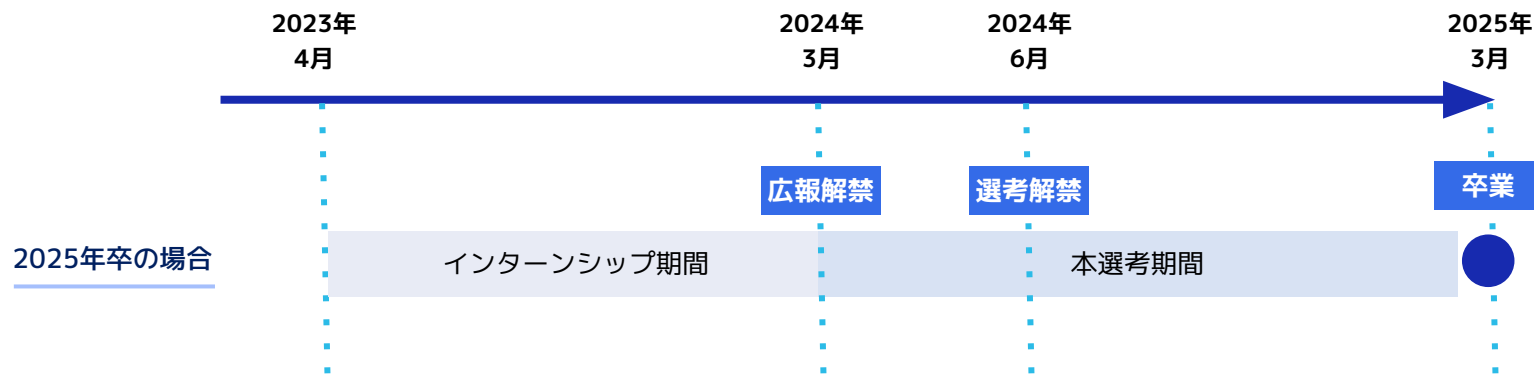 2023年
4月
2024年
3月
2024年
6月
2025年
3月
広報解禁
選考解禁
卒業
2025年卒の場合
インターンシップ期間
本選考期間